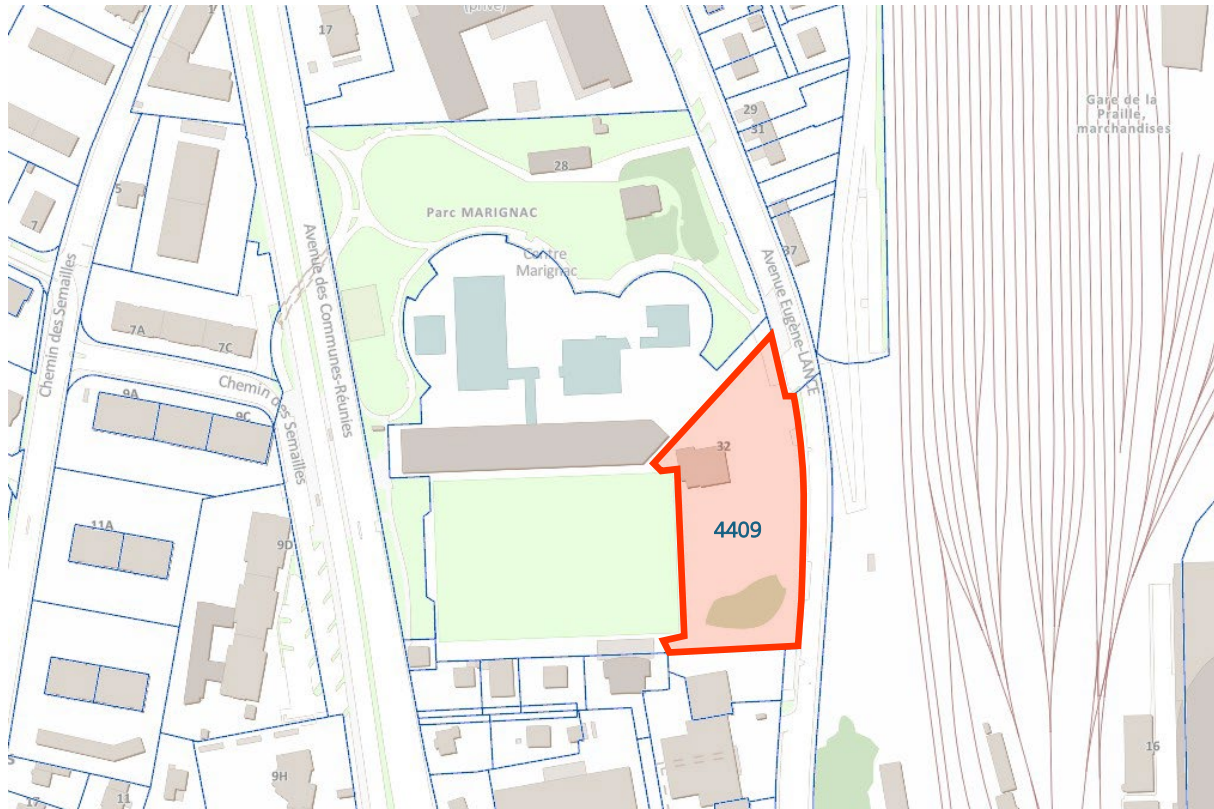 (privé)
17
Gare de la
Praille,
marchandises
29
31
28
5
7
Parc MARIGNAC
Centre
Marignac
37
Avenue des Communes-Réunies
Avenue Eugène-LANCE
Chemin des Semailles
7A
7C
Chemin des Semailles
9A
9C
32
4409
11A
9D
16
9H
11
17